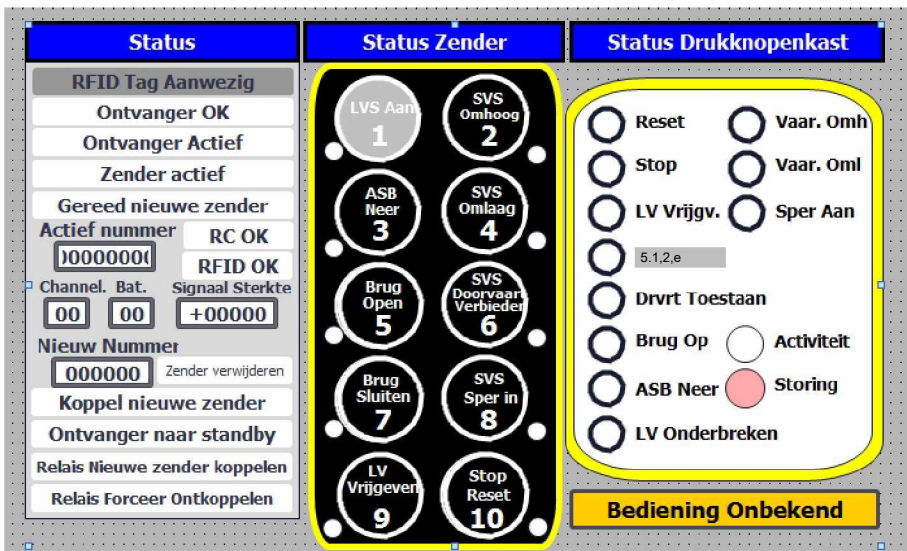 Status
RFID Tag Aanwezig
Ontvanger OK
Ontvanger Actief
Zender actief
Gereed nieuwe zender
Actief nummer
RC OK
00000000
RFID OK
Channel. Bat. Signaal Sterkte
00 00 +00000
Nieuw Nummer
000000 Zender verwijderen
Koppel nieuwe zender
Ontvanger naar standby
Relais Nieuwe zender koppelen
Relais Forceer Ontkoppelen
Status Zender
LVS Aan
1
SVS
Omhoog
2
ASB
Neer
3
SVS
Omlaag
4
Brug
Open
5
SVS
Doorvaart
Verbieden
6
Brug
Sluiten
7
SVS
Sper in
8
LV
Vrijgeven
9
Stop
Reset
10
Status Drukknopenkast
Reset Vaar. Omh
Stop Vaar. Oml
LV Vrijgv. Sper Aan
5.1,2,e
Drvrt Toestaan
Brug Op Activiteit
ASB Neer Storing
LV Onderbreken
Bediening Onbekend